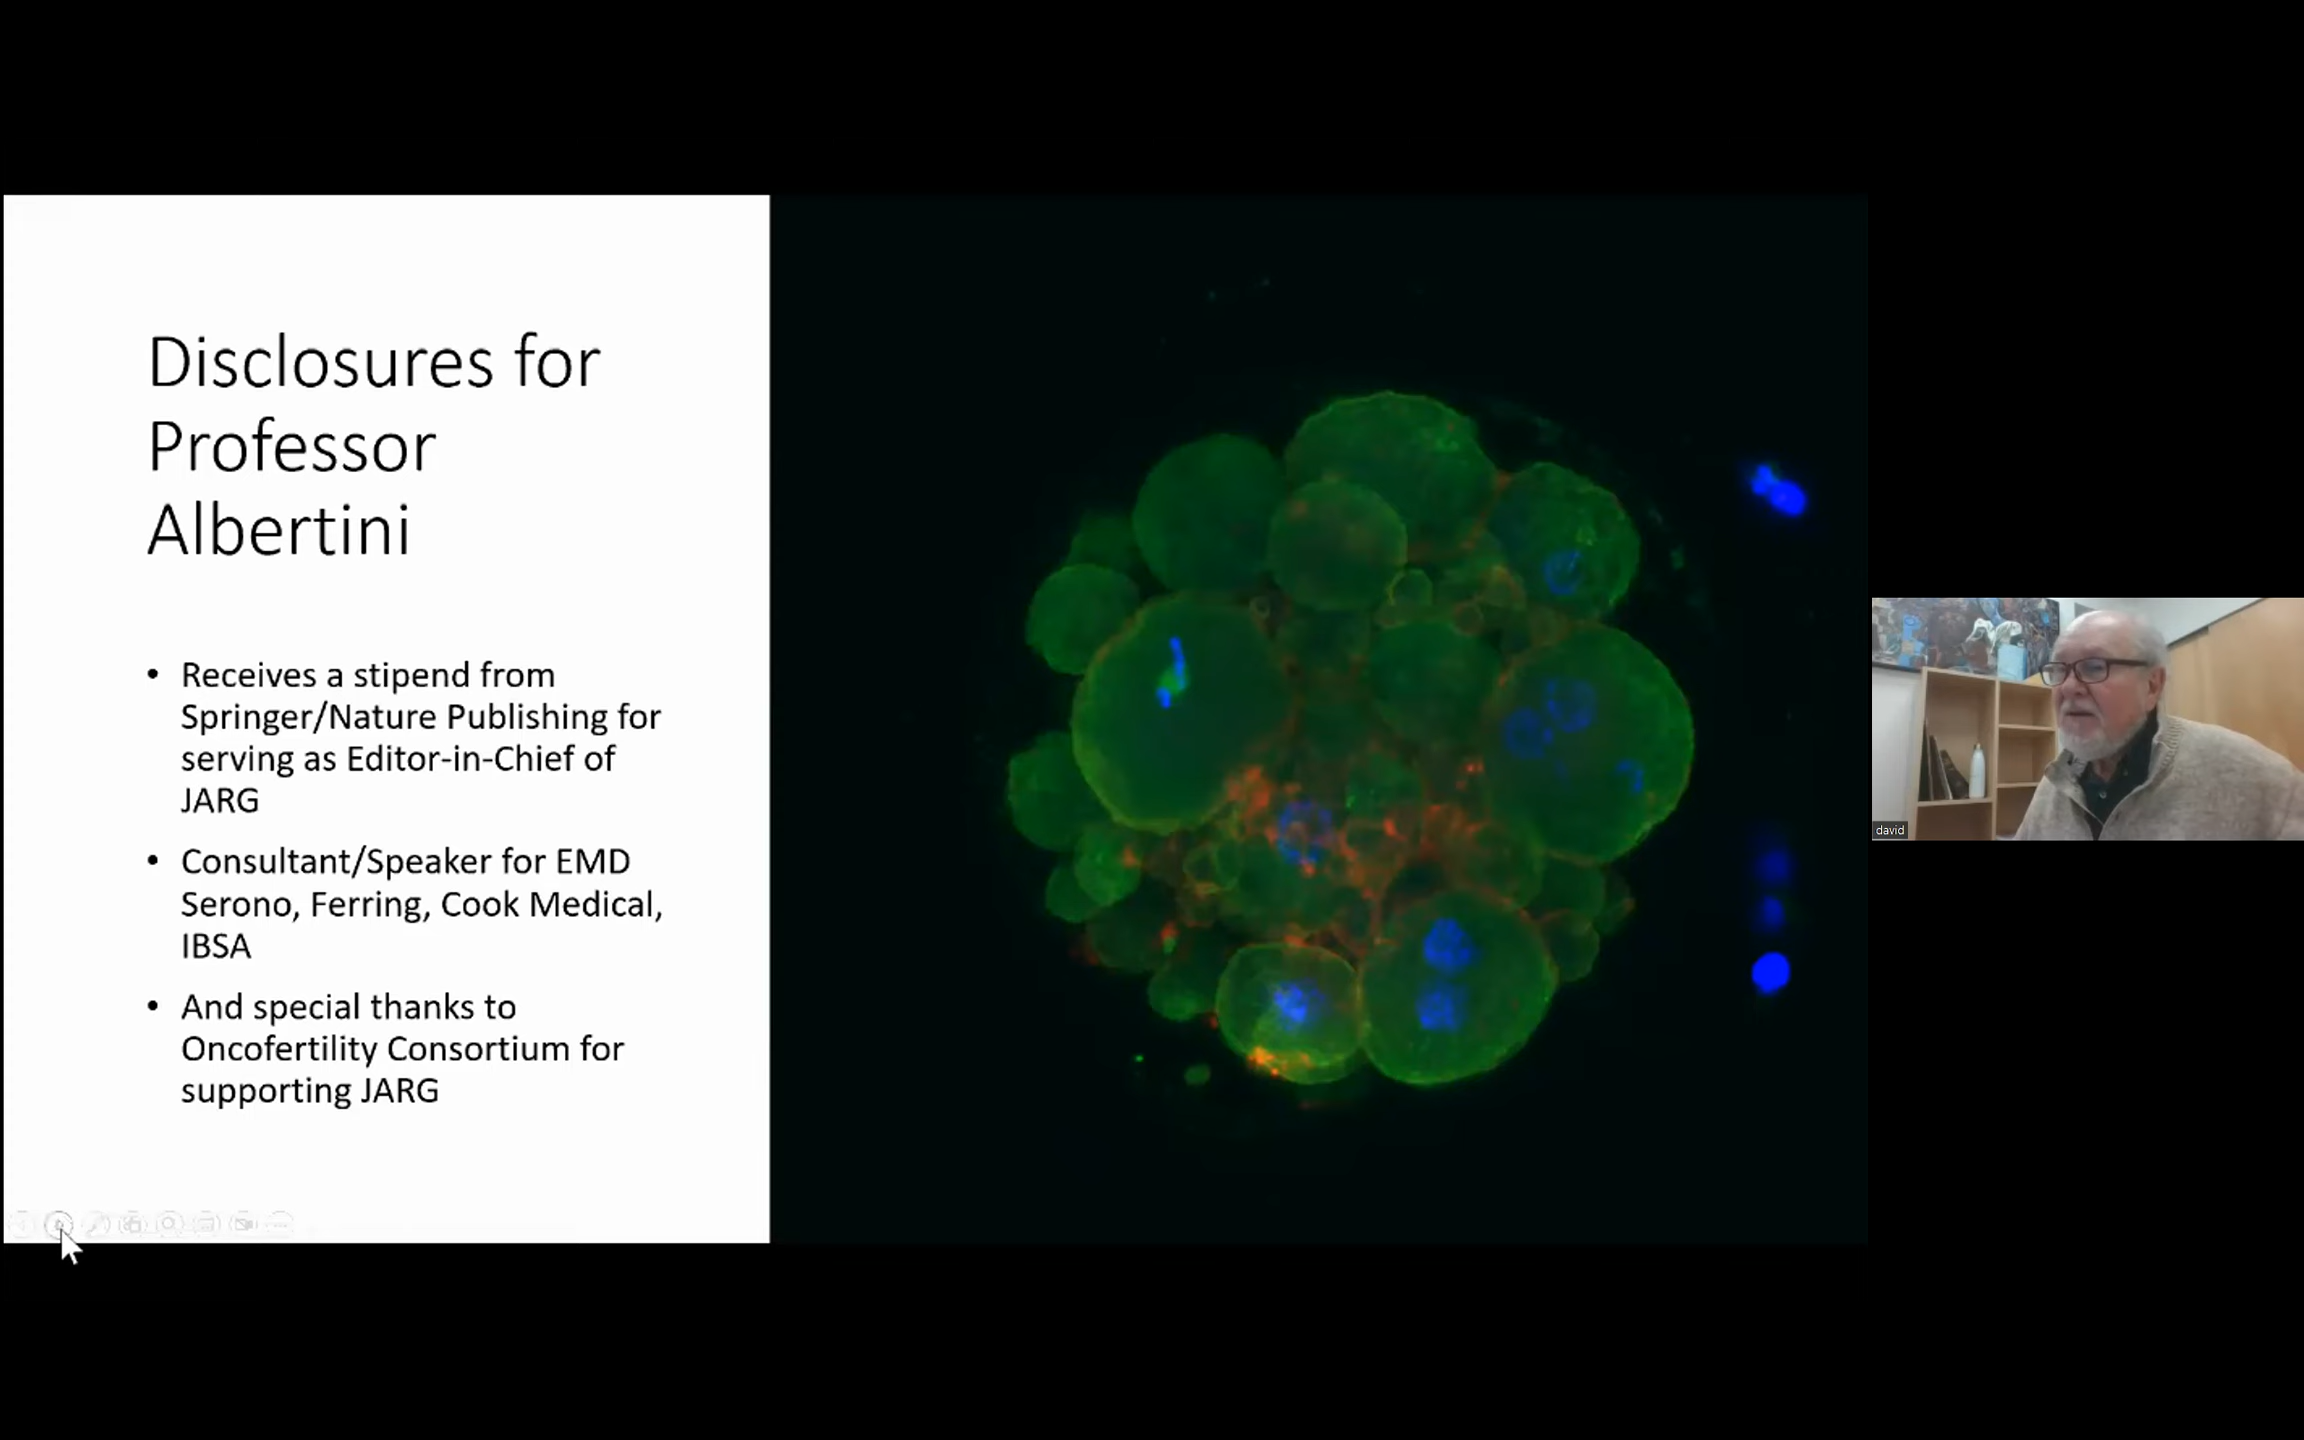 Disclosures for
Professor
Albertini
• Receives a stipend from
Springer/Nature Publishing for
serving as Editor-in-Chief of
JARG
• Consultant/Speaker for EMD
Serono, Ferring, Cook Medical,
IBSA
• And special thanks to
Oncofertility Consortium for
supporting JARG
david